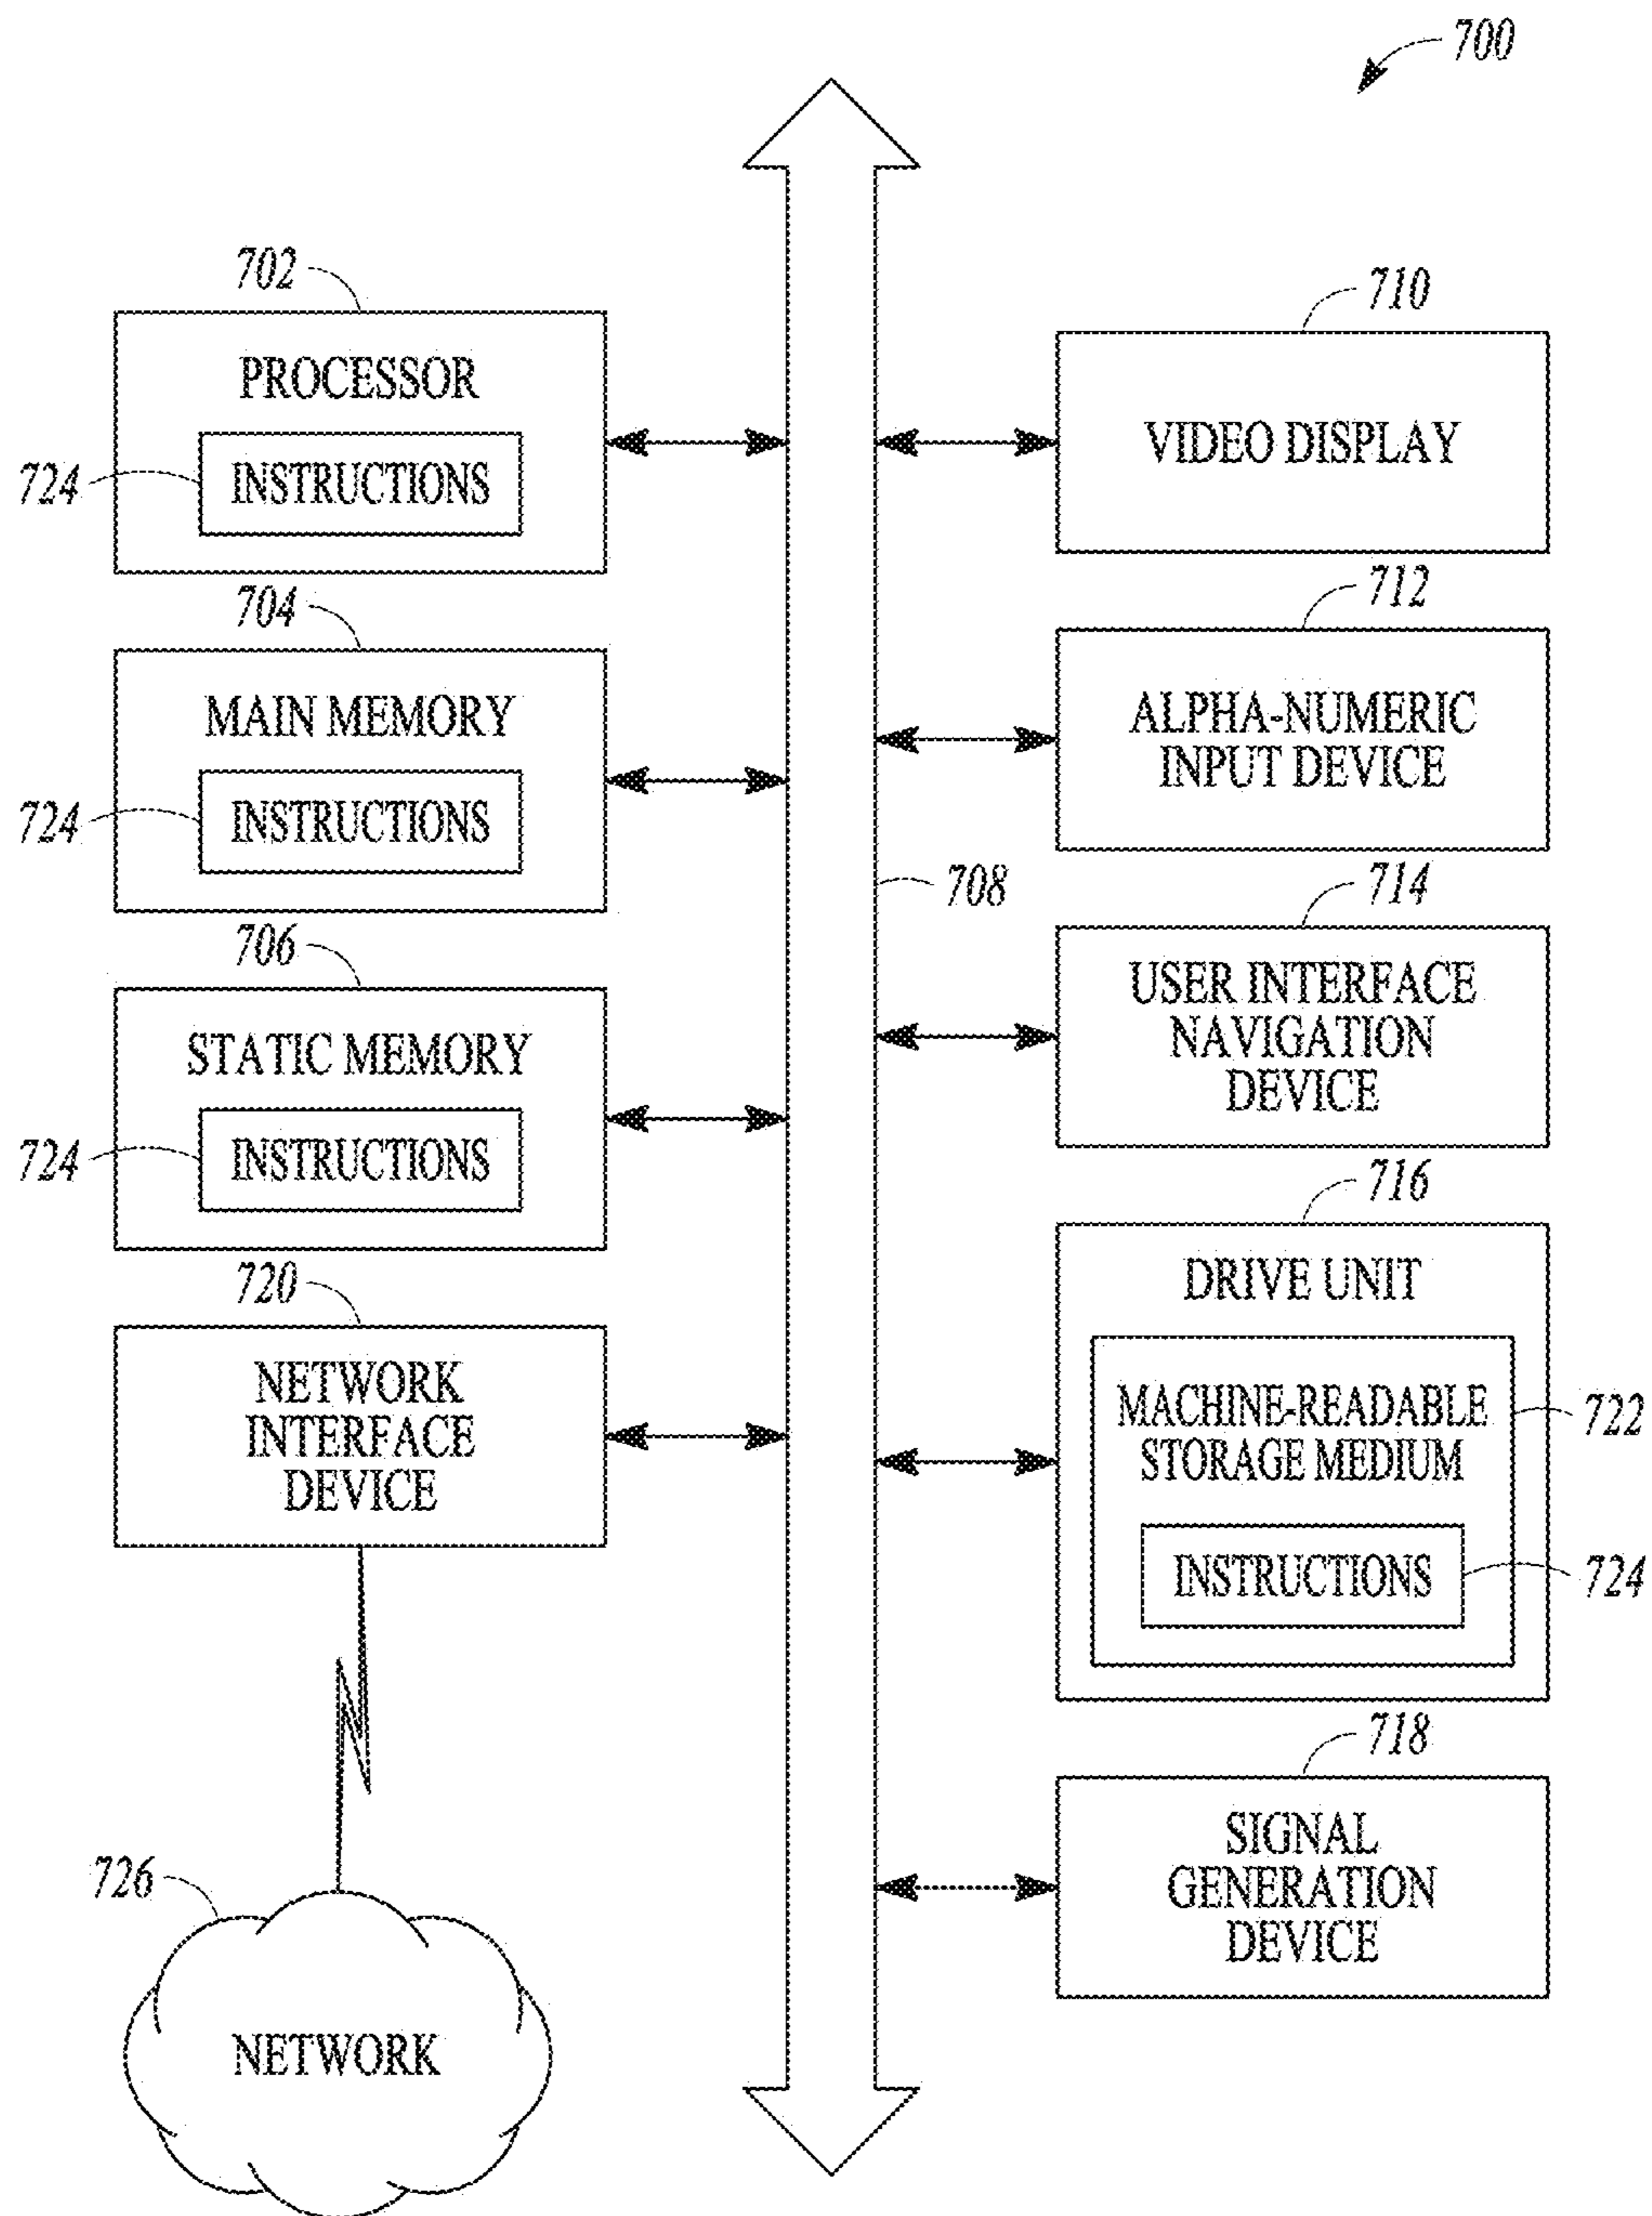 700
702
PROCESSOR
724
INSTRUCTIONS
704
MAIN MEMORY
724
INSTRUCTIONS
706
STATIC MEMORY
724
INSTRUCTIONS
720
NETWORK
INTERFACE
DEVICE
726
NETWORK
708
710
VIDEO DISPLAY
712
ALPHA-NUMERIC
INPUT DEVICE
714
USER INTERFACE
NAVIGATION
DEVICE
716
DRIVE UNIT
MACHINE-READABLE
STORAGE MEDIUM
722
INSTRUCTIONS
724
718
SIGNAL
GENERATION
DEVICE